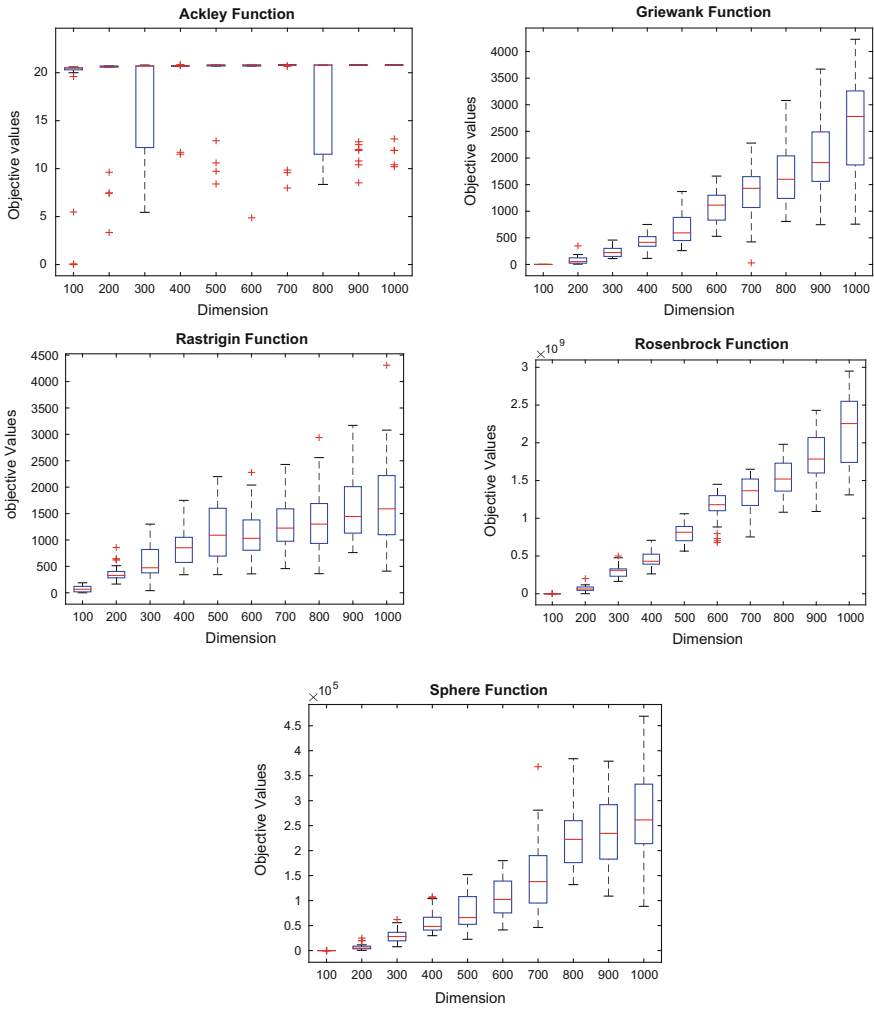 Ackley Function
Objective values
20
15
10
5
0
100 200 300 400 500 600 700 800 900 1000
Dimension
Griewank Function
Objective Values
4000
3500
3000
2500
2000
1500
1000
500
0
100 200 300 400 500 600 700 800 900 1000
Dimension
Rastrigin Function
objective Values
4500
4000
3500
3000
2500
2000
1500
1000
500
0
100 200 300 400 500 600 700 800 900 1000
Dimension
Rosenbrock Function
×10^9
Objective Values
3
2.5
2
1.5
1
0.5
0
100 200 300 400 500 600 700 800 900 1000
Dimension
Sphere Function
×10^5
Objective Values
4.5
4
3.5
3
2.5
2
1.5
1
0.5
0
100 200 300 400 500 600 700 800 900 1000
Dimension